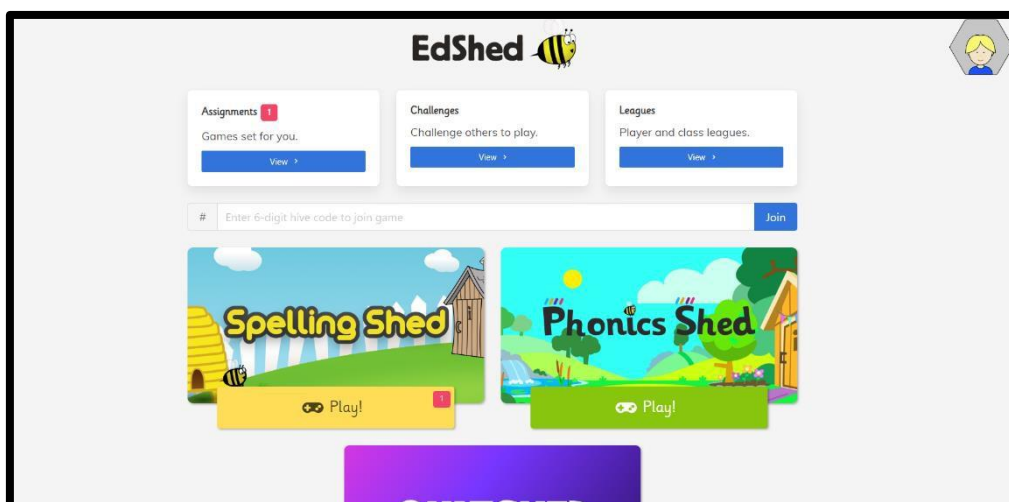 EdShed
Assignments 1
Games set for you.
View >
Challenges
Challenge others to play.
View >
Leagues
Player and class leagues.
View >
# Enter 6-digit hive code to join game
Join
Spelling Shed
Play!
1
Phonics Shed
Play!